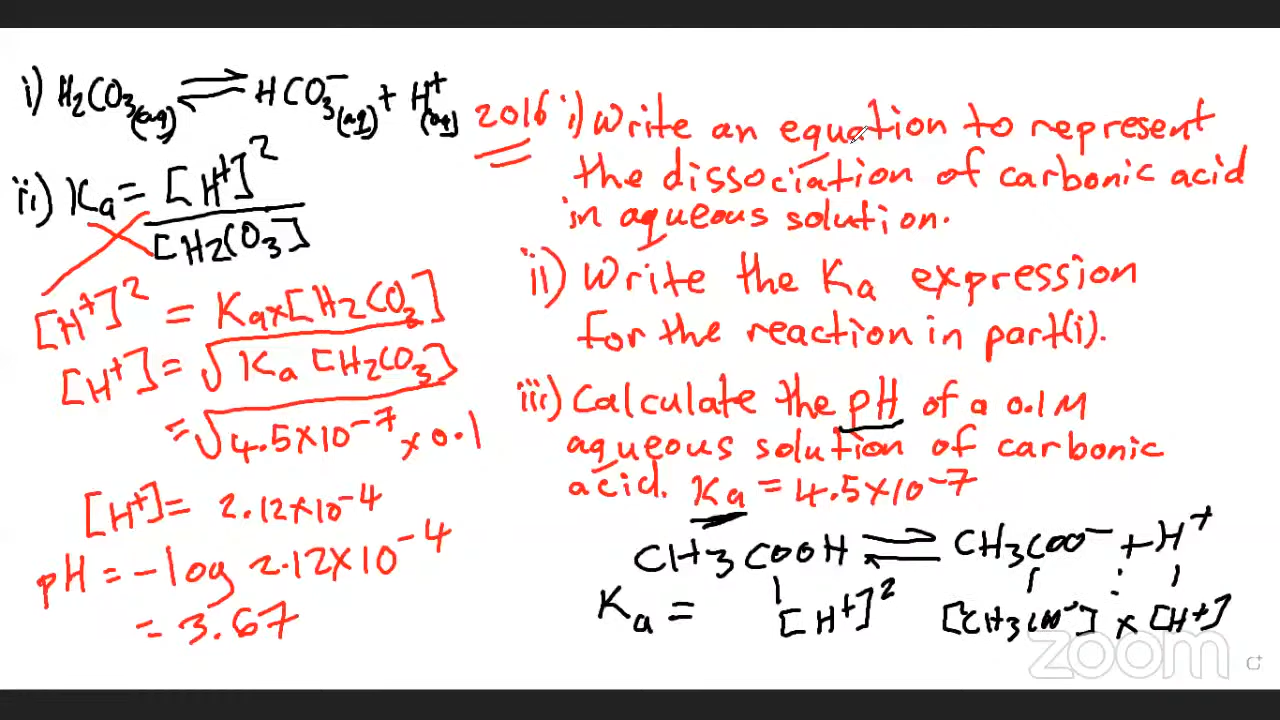 i) H₂CO₃(aq) ⇌ HCO₃⁻(aq) + H⁺(aq)
ii) Ka = [H⁺]² / [H₂CO₃]
[H⁺]² = Ka x [H₂CO₃]
[H⁺] = √Ka [H₂CO₃]
= √4.5x10⁻⁷ x 0.1
[H⁺] = 2.12x10⁻⁴
pH = -log 2.12x10⁻⁴
= 3.67
2016 i) Write an equation to represent
the dissociation of carbonic acid
in aqueous solution.
ii) Write the Ka expression
for the reaction in part(i).
iii) Calculate the pH of a 0.1M
aqueous solution of carbonic
acid. Ka = 4.5x10⁻⁷
CH₃COOH ⇌ CH₃COO⁻ + H⁺
Ka = [H⁺]² [CH₃COO⁻] x [H⁺]
zoom